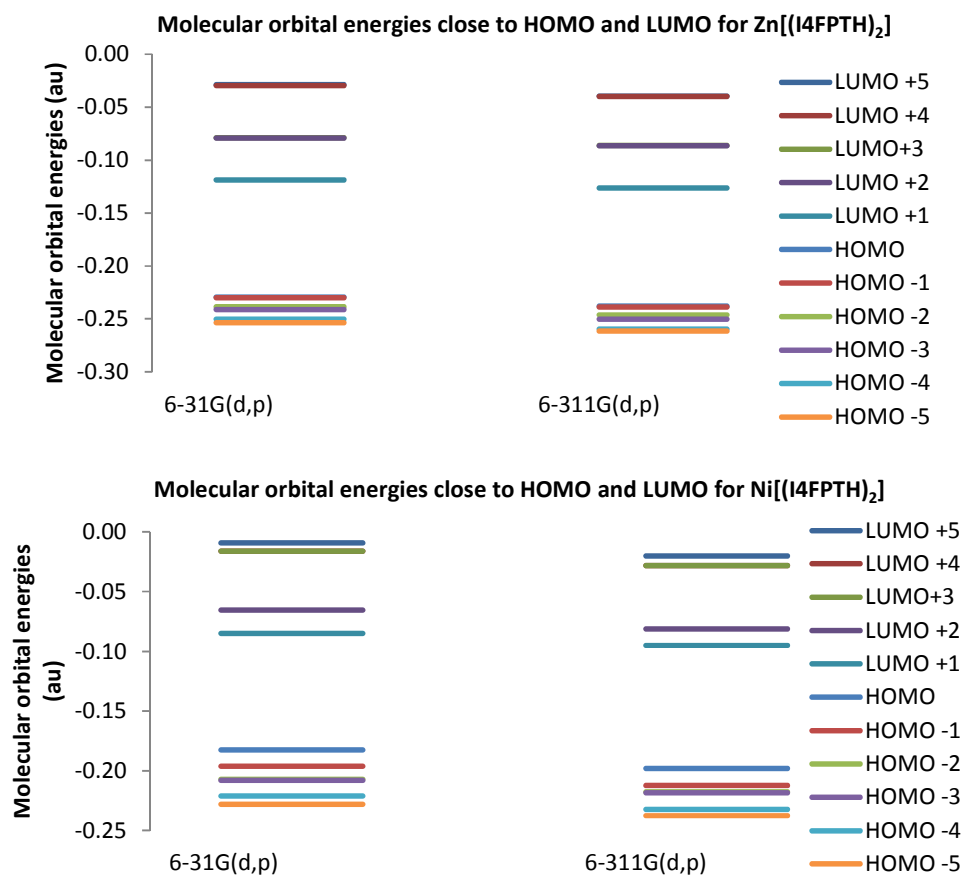 Molecular orbital energies close to HOMO and LUMO for Zn[(I4FPTH)₂]
Molecular orbital energies (au)
0.00
-0.05
-0.10
-0.15
-0.20
-0.25
-0.30
6-31G(d,p)
6-311G(d,p)
LUMO +5
LUMO +4
LUMO+3
LUMO +2
LUMO +1
HOMO
HOMO -1
HOMO -2
HOMO -3
HOMO -4
HOMO -5
Molecular orbital energies close to HOMO and LUMO for Ni[(I4FPTH)₂]
Molecular orbital energies
(au)
0.00
-0.05
-0.10
-0.15
-0.20
-0.25
6-31G(d,p)
6-311G(d,p)
LUMO +5
LUMO +4
LUMO+3
LUMO +2
LUMO +1
HOMO
HOMO -1
HOMO -2
HOMO -3
HOMO -4
HOMO -5